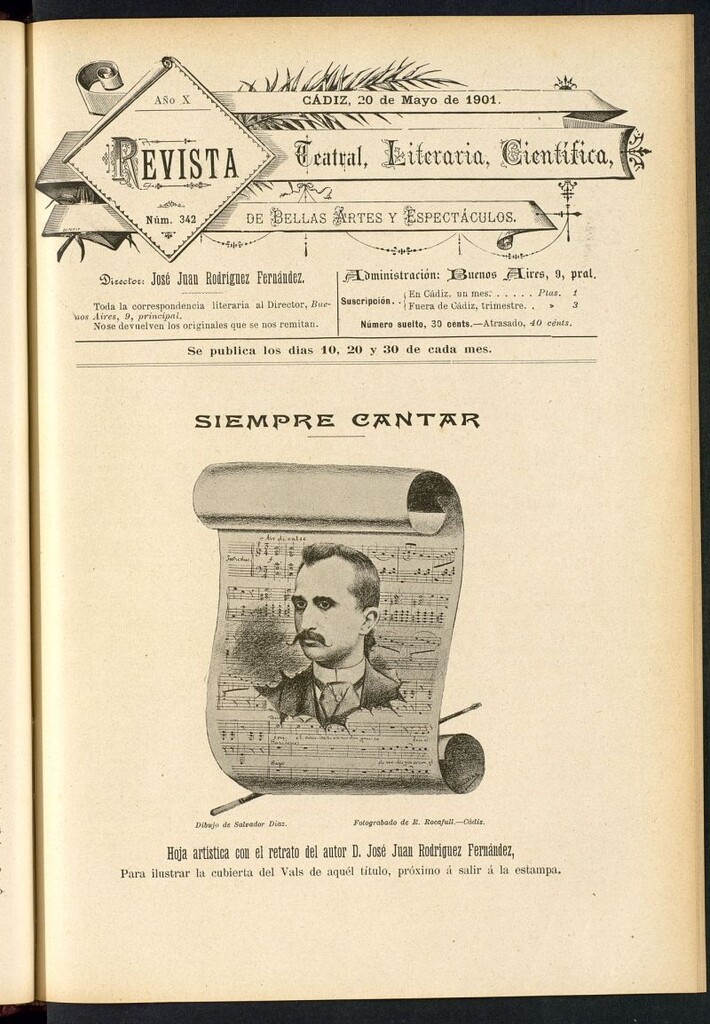 Año X
CÁDIZ, 20 de Mayo de 1901.
REVISTA
Teatral, Literaria, Científica,
Núm. 342
DE BELLAS ARTES Y ESPECTÁCULOS.
Director: José Juan Rodríguez Fernández.
Toda la correspondencia literaria al Director, Bue-
nos Aires, 9, principal.
No se devuelven los originales que se nos remitan.
Administración: Buenos Aires, 9, pral.
Suscripción. . { En Cádiz, un mes. . . . . . Ptas. 1
Fuera de Cádiz, trimestre. . » 3
Número suelto, 30 cents.—Atrasado, 40 cénts.
Se publica los dias 10, 20 y 30 de cada mes.
SIEMPRE CANTAR
Dibujo de Salvador Diaz.
Fotograbado de R. Rocafull.—Cádiz.
Hoja artística con el retrato del autor D. José Juan Rodríguez Fernández,
Para ilustrar la cubierta del Vals de aquél título, próximo á salir á la estampa.